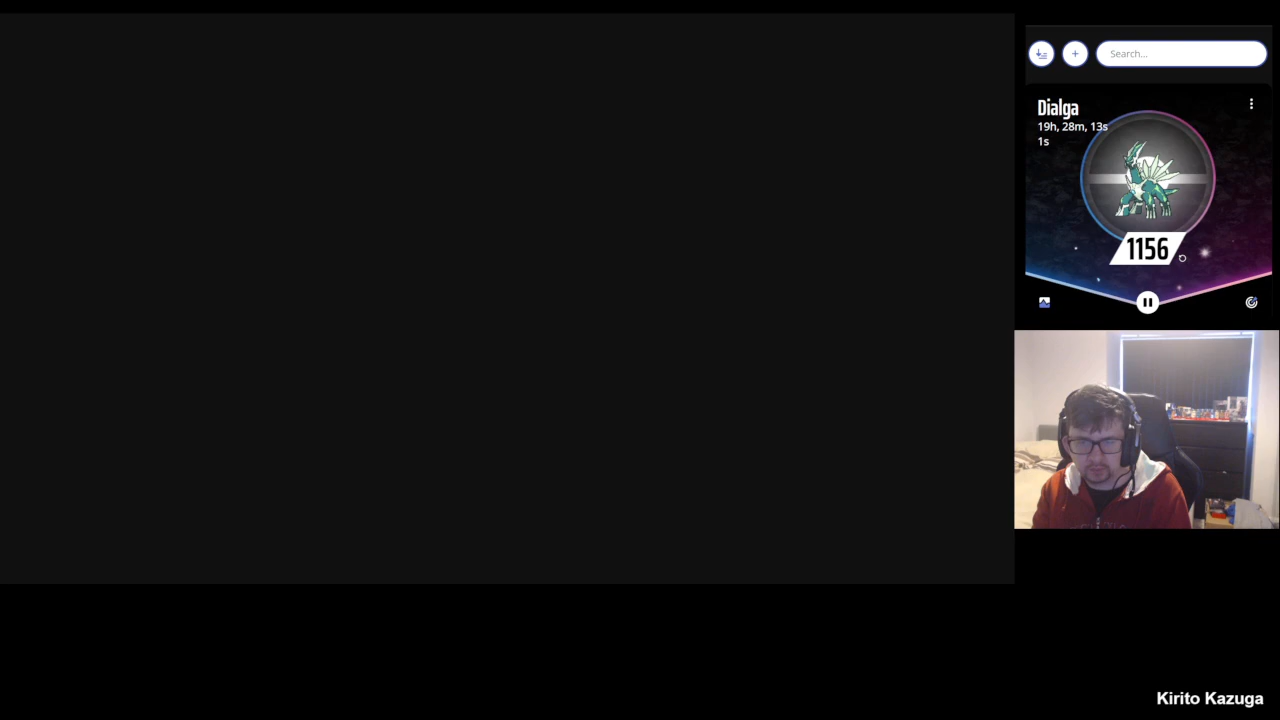 Search...
Dialga
19h, 28m, 13s
1s
1156
Kirito Kazuga